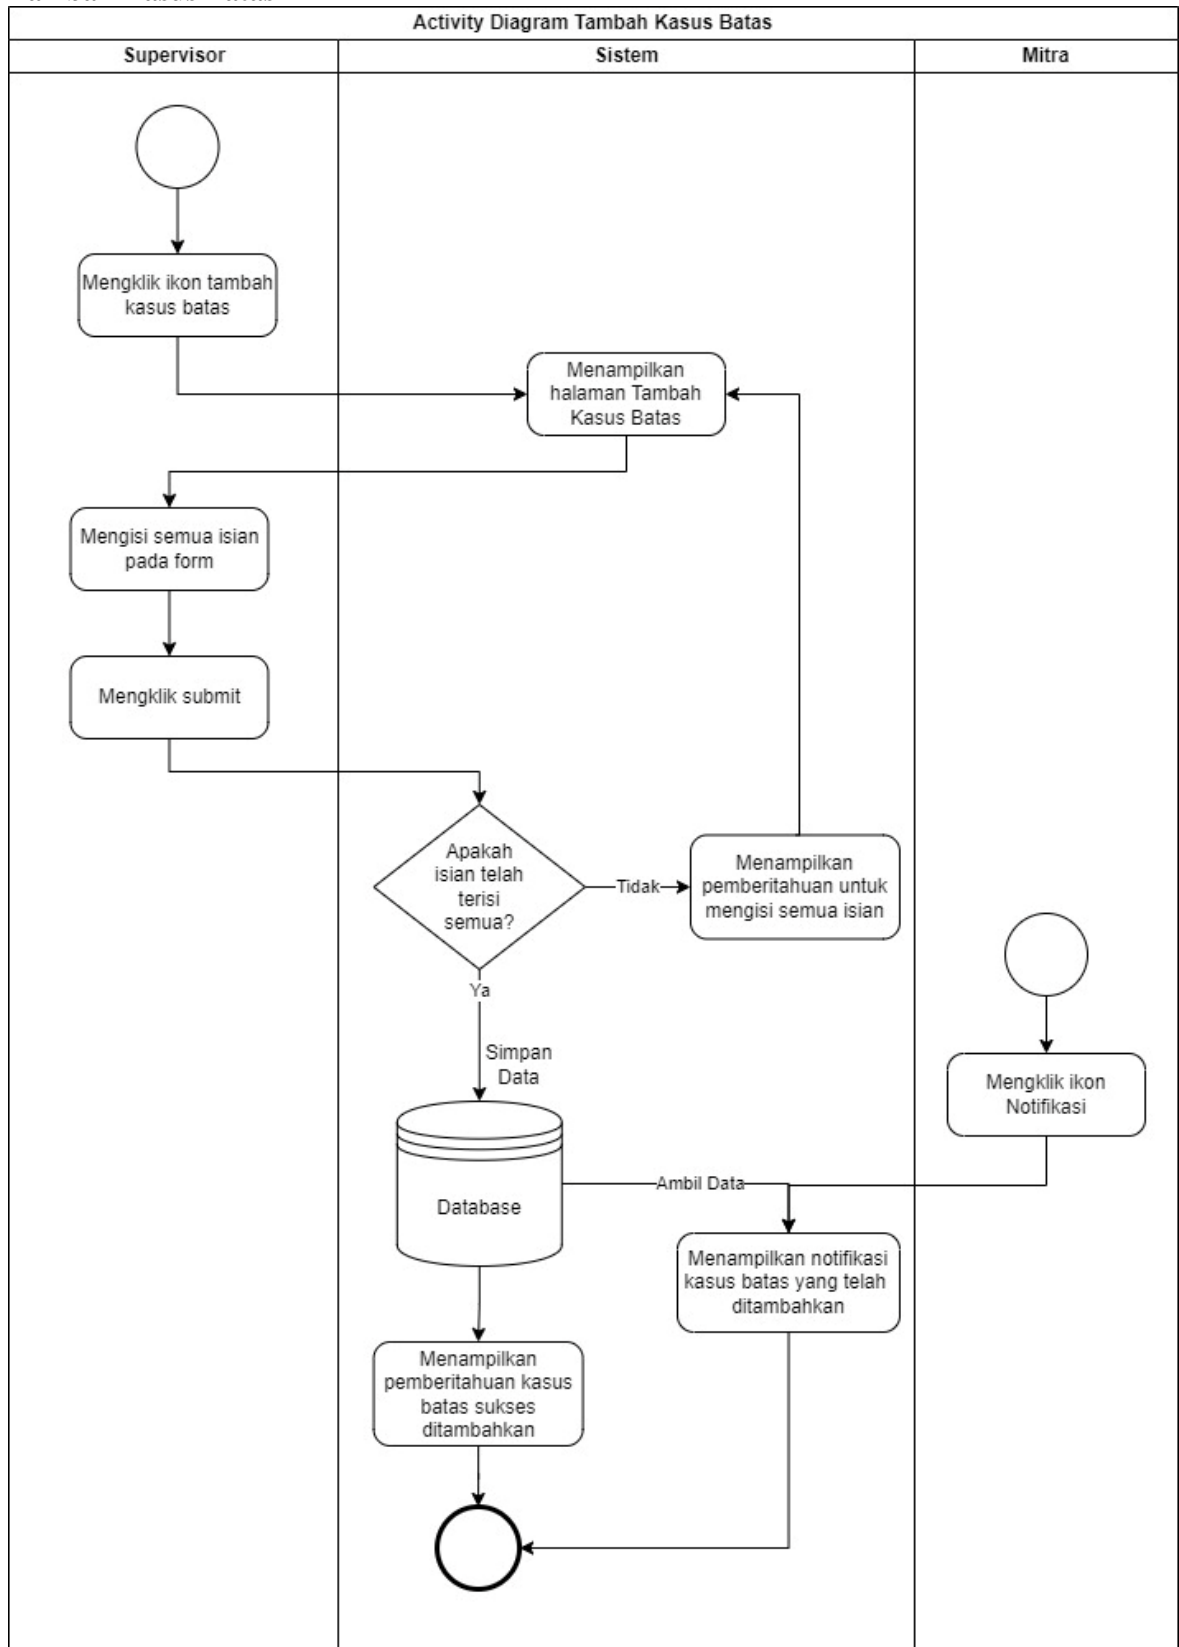 Activity Diagram Tambah Kasus Batas
Supervisor
Sistem
Mitra
Mengklik ikon tambah
kasus batas
Menampilkan
halaman Tambah
Kasus Batas
Mengisi semua isian
pada form
Mengklik submit
Apakah
isian telah
terisi
semua?
Tidak
Menampilkan
pemberitahuan untuk
mengisi semua isian
Ya
Simpan
Data
Mengklik ikon
Notifikasi
Database
Ambil Data
Menampilkan notifikasi
kasus batas yang telah
ditambahkan
Menampilkan
pemberitahuan kasus
batas sukses
ditambahkan